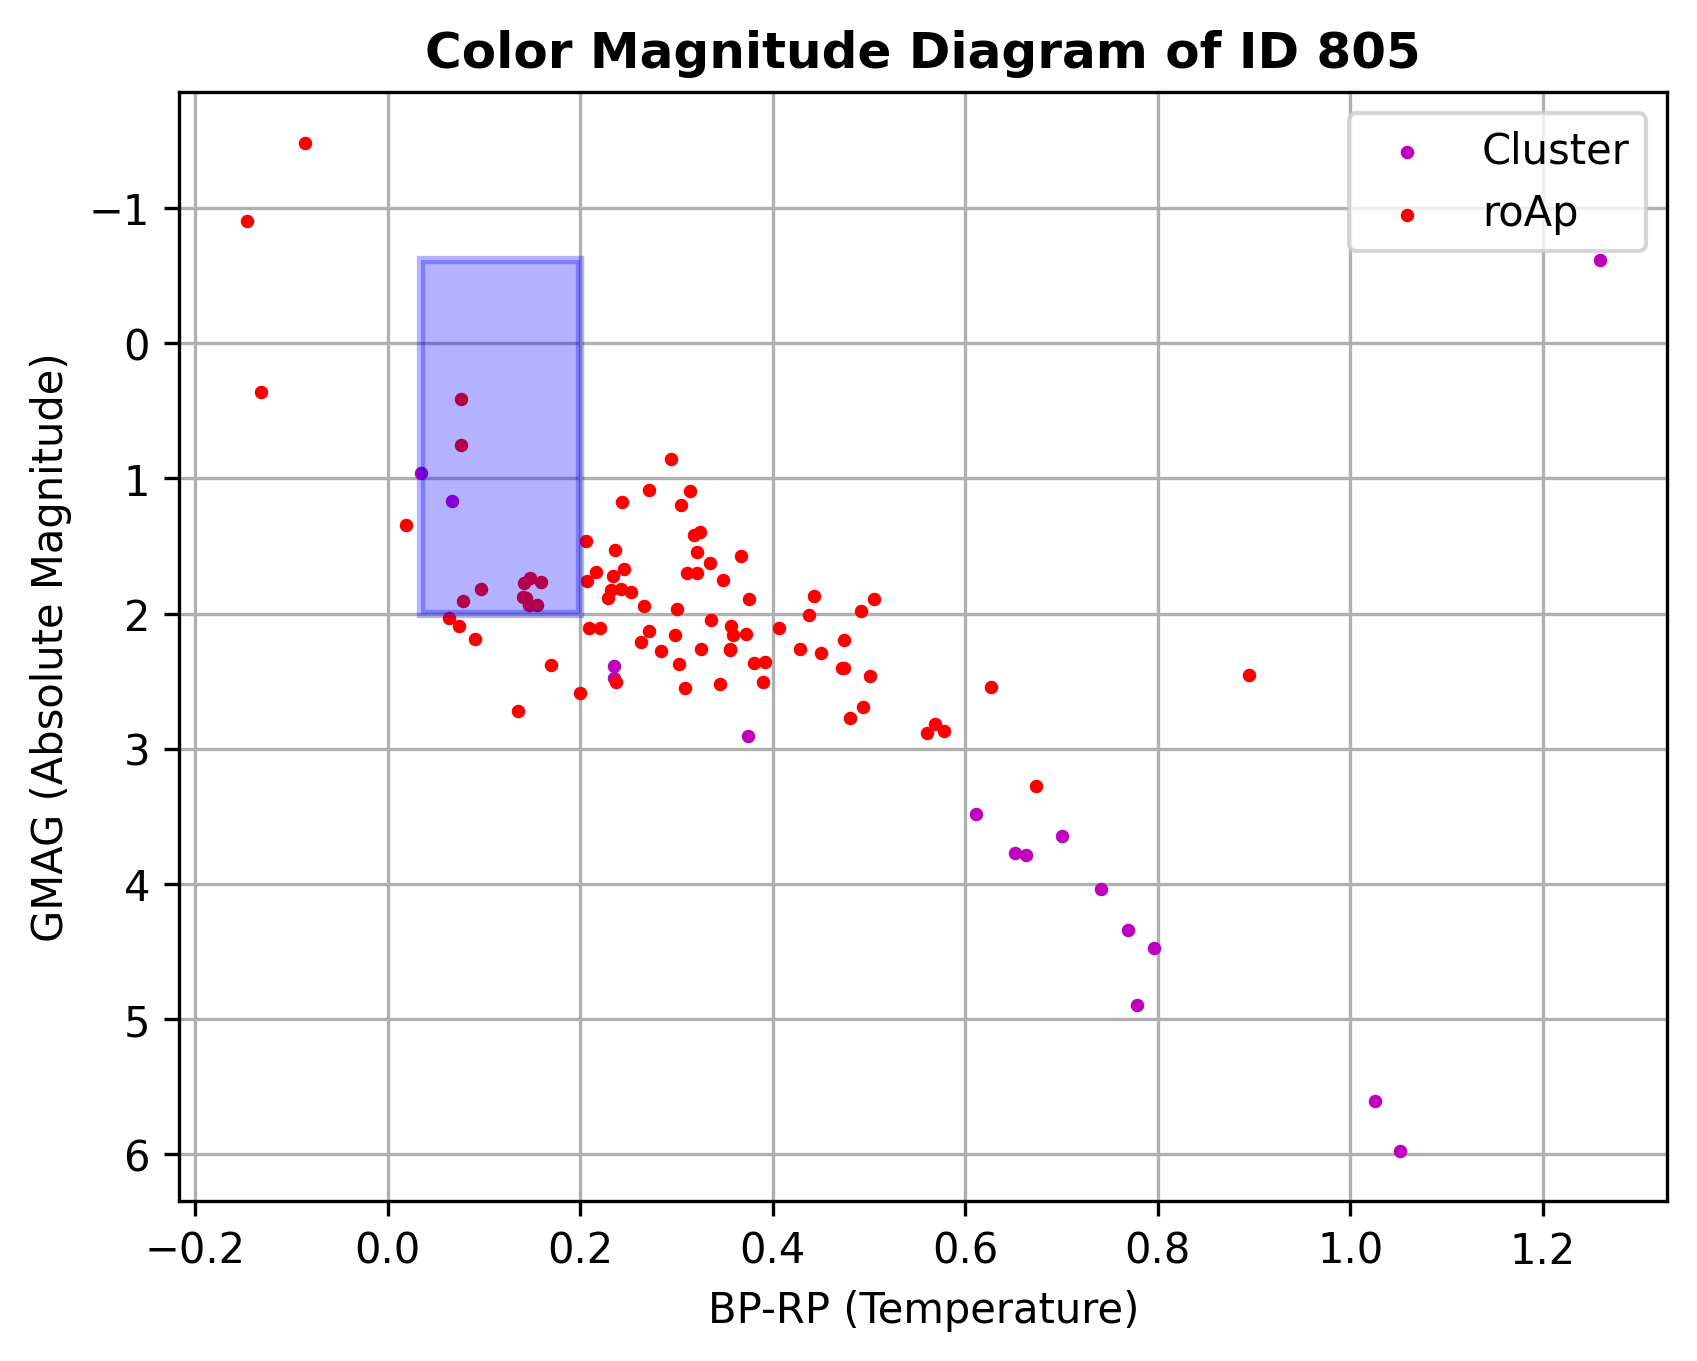 Color Magnitude Diagram of ID 805
Cluster
roAp
GMAG (Absolute Magnitude)
−1
0
1
2
3
4
5
6
−0.2 0.0 0.2 0.4 0.6 0.8 1.0 1.2
BP-RP (Temperature)